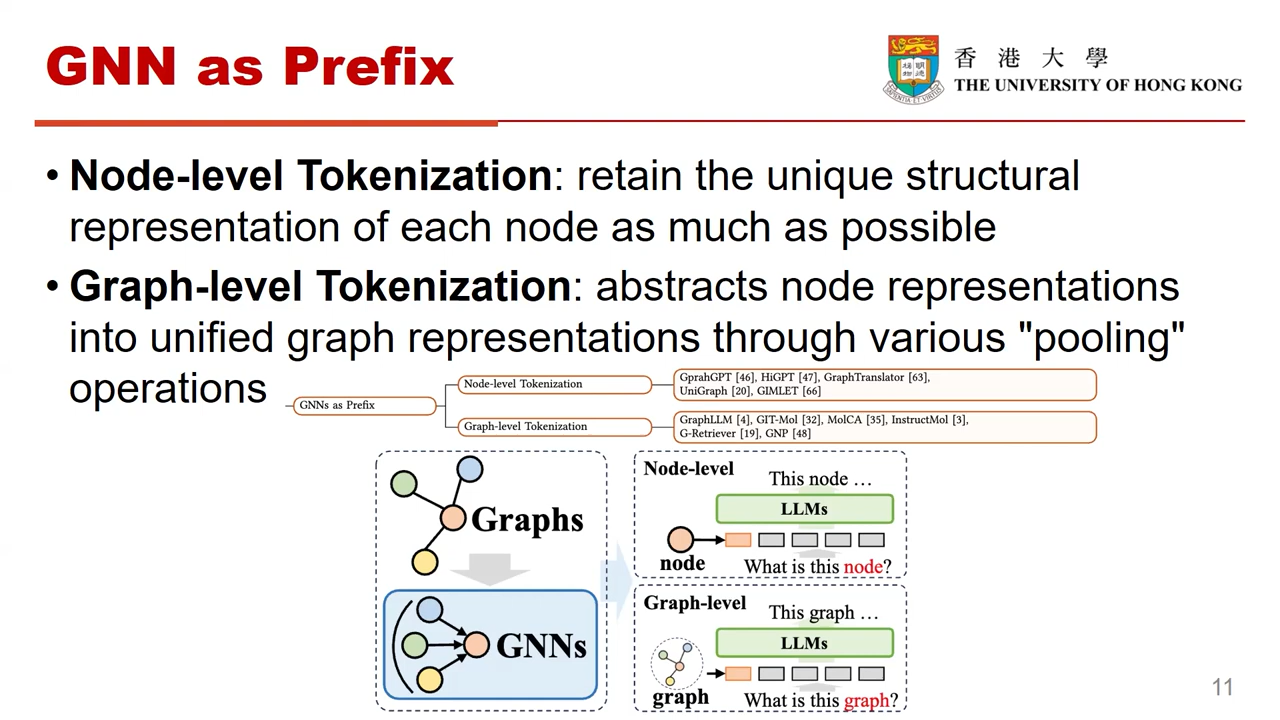 GNN as Prefix
香港大學
THE UNIVERSITY OF HONG KONG
• Node-level Tokenization: retain the unique structural
representation of each node as much as possible
• Graph-level Tokenization: abstracts node representations
into unified graph representations through various "pooling"
operations
GNNs as Prefix
Node-level Tokenization
GprahGPT [46], HiGPT [47], GraphTranslator [63],
UniGraph [20], GIMLET [66]
Graph-level Tokenization
GraphLLM [4], GIT-Mol [32], MolCA [35], InstructMol [3],
G-Retriever [19], GNP [48]
Graphs
GNNs
Node-level
This node ...
LLMs
node
What is this node?
Graph-level
This graph ...
LLMs
graph
What is this graph?
11